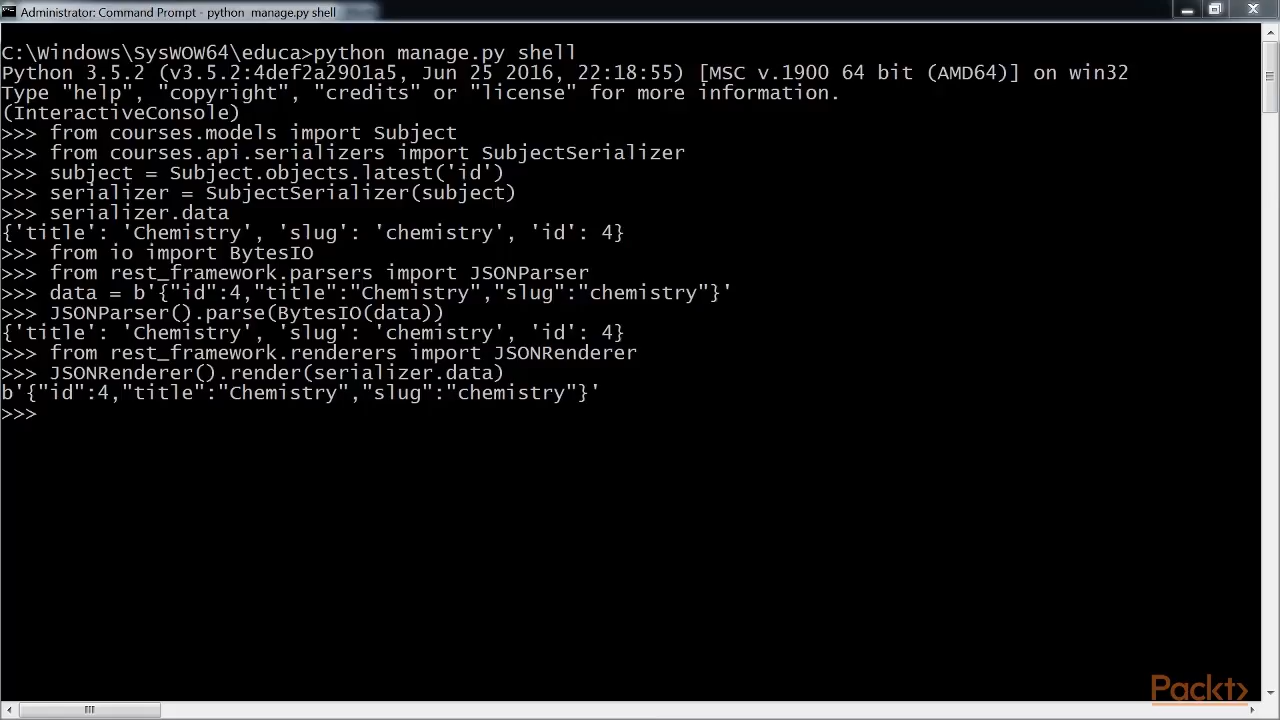 Administrator: Command Prompt - python  manage.py shell
C:\Windows\SysWOW64\educa>python manage.py shell
Python 3.5.2 (v3.5.2:4def2a2901a5, Jun 25 2016, 22:18:55) [MSC v.1900 64 bit (AMD64)] on win32
Type "help", "copyright", "credits" or "license" for more information.
(InteractiveConsole)
>>> from courses.models import Subject
>>> from courses.api.serializers import SubjectSerializer
>>> subject = Subject.objects.latest('id')
>>> serializer = SubjectSerializer(subject)
>>> serializer.data
{'title': 'Chemistry', 'slug': 'chemistry', 'id': 4}
>>> from io import BytesIO
>>> from rest_framework.parsers import JSONParser
>>> data = b'{"id":4,"title":"Chemistry","slug":"chemistry"}'
>>> JSONParser().parse(BytesIO(data))
{'title': 'Chemistry', 'slug': 'chemistry', 'id': 4}
>>> from rest_framework.renderers import JSONRenderer
>>> JSONRenderer().render(serializer.data)
b'{"id":4,"title":"Chemistry","slug":"chemistry"}'
>>>
Packt>